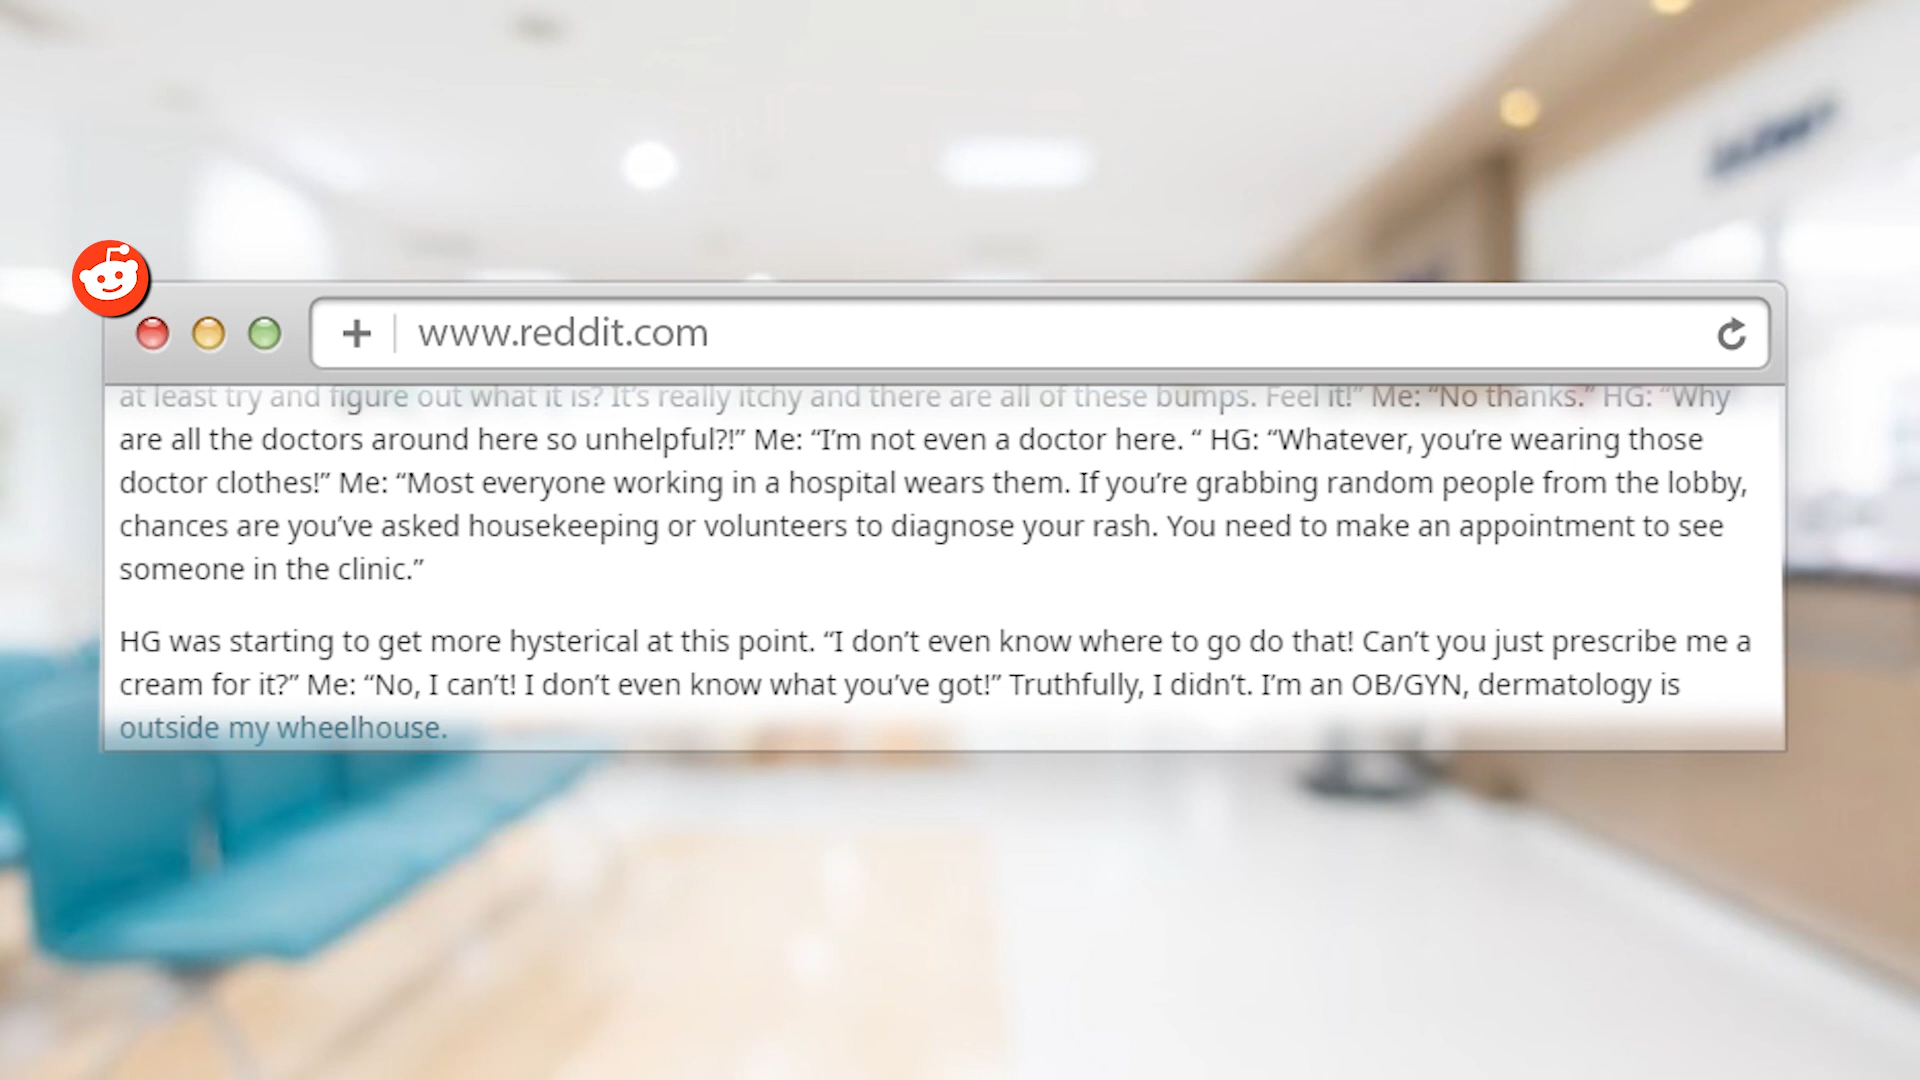 www.reddit.com
at least try and figure out what it is? It’s really itchy and there are all of these bumps. Feel it!” Me: “No thanks.” HG: “Why
are all the doctors around here so unhelpful?!” Me: “I’m not even a doctor here. “ HG: “Whatever, you’re wearing those
doctor clothes!” Me: “Most everyone working in a hospital wears them. If you’re grabbing random people from the lobby,
chances are you’ve asked housekeeping or volunteers to diagnose your rash. You need to make an appointment to see
someone in the clinic.”
HG was starting to get more hysterical at this point. “I don’t even know where to go do that! Can’t you just prescribe me a
cream for it?” Me: “No, I can’t! I don’t even know what you’ve got!” Truthfully, I didn’t. I’m an OB/GYN, dermatology is
outside my wheelhouse.